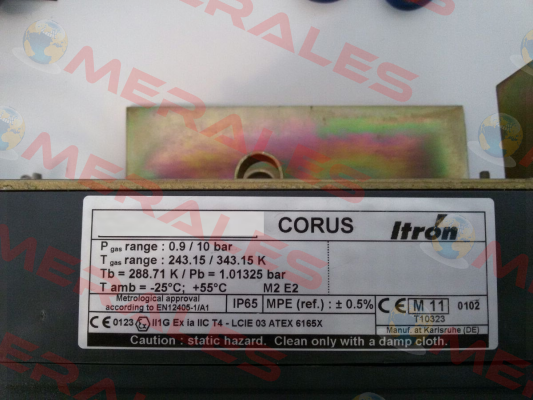 MERALES
CORUS Itrón
P gas range : 0.9 / 10 bar
T gas range : 243.15 / 343.15 K
Tb = 288.71 K / Pb = 1.01325 bar
T amb = -25°C; +55°C M2 E2
Metrological approval
according to EN12405-1/A1
IP65 MPE (ref.) : ± 0.5% CE M 11 0102
T10323
CE 0123 Ex II1G Ex ia IIC T4 - LCIE 03 ATEX 6165X
Manuf. at Karlsruhe (DE)
Caution : static hazard. Clean only with a damp cloth.